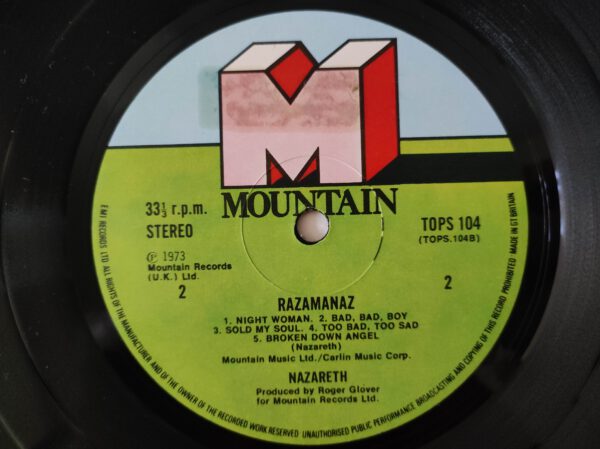 M
MOUNTAIN
33⅓ r.p.m.
STEREO
TOPS 104
(TOPS.104B)
Ⓟ 1973
Mountain Records
(U.K.) Ltd.
2
2
RAZAMANAZ
1. NIGHT WOMAN. 2. BAD, BAD, BOY
3. SOLD MY SOUL. 4. TOO BAD, TOO SAD
5. BROKEN DOWN ANGEL
(Nazareth)
Mountain Music Ltd./Carlin Music Corp.
NAZARETH
Produced by Roger Glover
for Mountain Records Ltd.
EMI RECORDS LTD ALL RIGHTS OF THE MANUFACTURER AND OF THE OWNER OF THE RECORDED WORK RESERVED UNAUTHORISED PUBLIC PERFORMANCE BROADCASTING AND COPYING OF THIS RECORD PROHIBITED · MADE IN GT BRITAIN